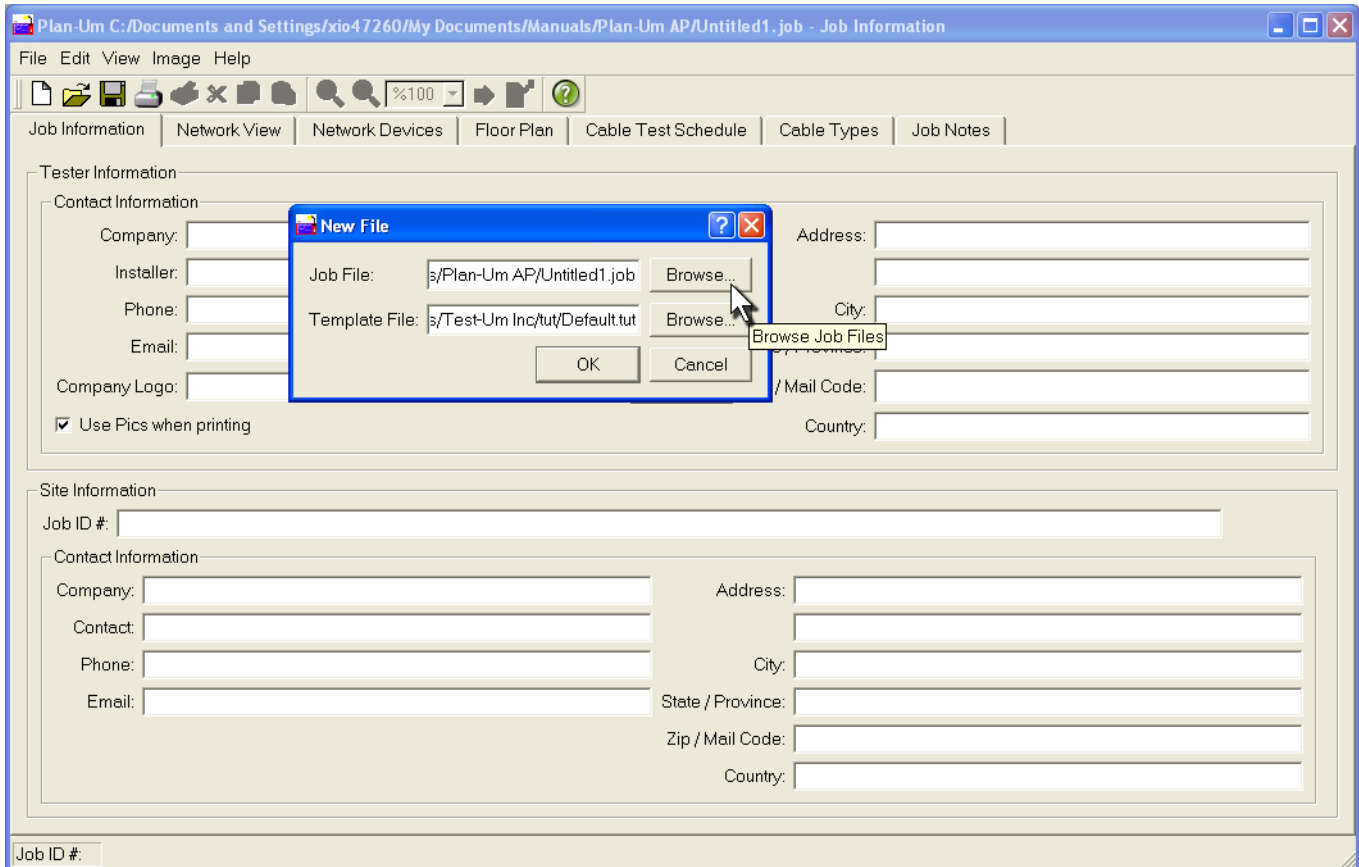 Plan-Um C:/Documents and Settings/xio47260/My Documents/Manuals/Plan-Um AP/Untitled1.job - Job Information
File Edit View Image Help
%100
Job Information Network View Network Devices Floor Plan Cable Test Schedule Cable Types Job Notes
Tester Information
Contact Information
Company:
Installer:
Phone:
Email:
Company Logo:
Use Pics when printing
New File
Job File: s/Plan-Um AP/Untitled1.job Browse...
Template File: s/Test-Um Inc/tut/Default.tut Browse...
Browse Job Files
OK Cancel
Address:
City:
/ Mail Code:
Country:
Site Information
Job ID #:
Contact Information
Company:
Contact:
Phone:
Email:
Address:
City:
State / Province:
Zip / Mail Code:
Country:
Job ID #: